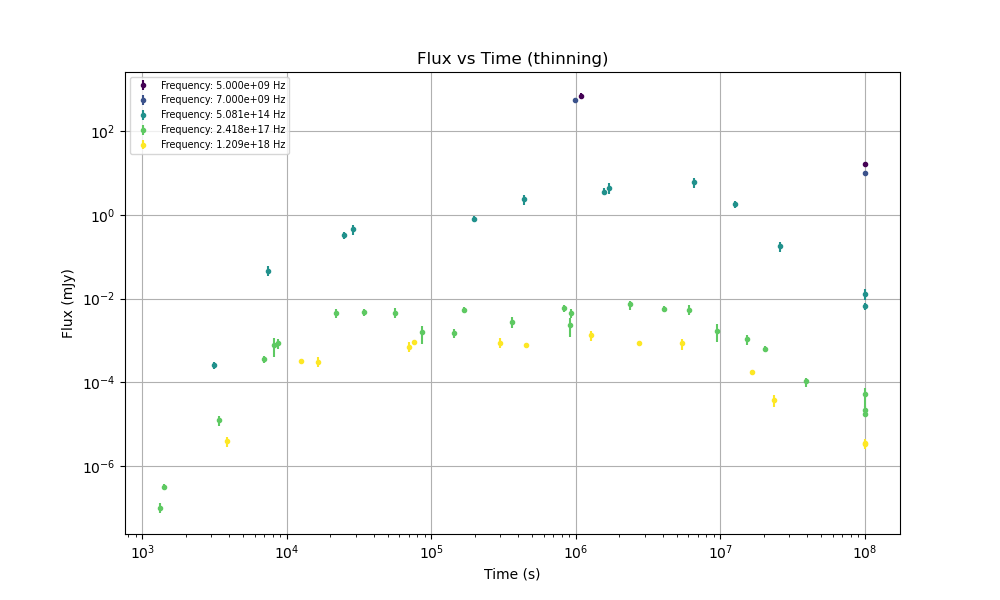 Flux vs Time (thinning)
Frequency: 5.000e+09 Hz
Frequency: 7.000e+09 Hz
Frequency: 5.081e+14 Hz
Frequency: 2.418e+17 Hz
Frequency: 1.209e+18 Hz
Flux (mJy)
10²
10⁰
10⁻²
10⁻⁴
10⁻⁶
10³ 10⁴ 10⁵ 10⁶ 10⁷ 10⁸
Time (s)